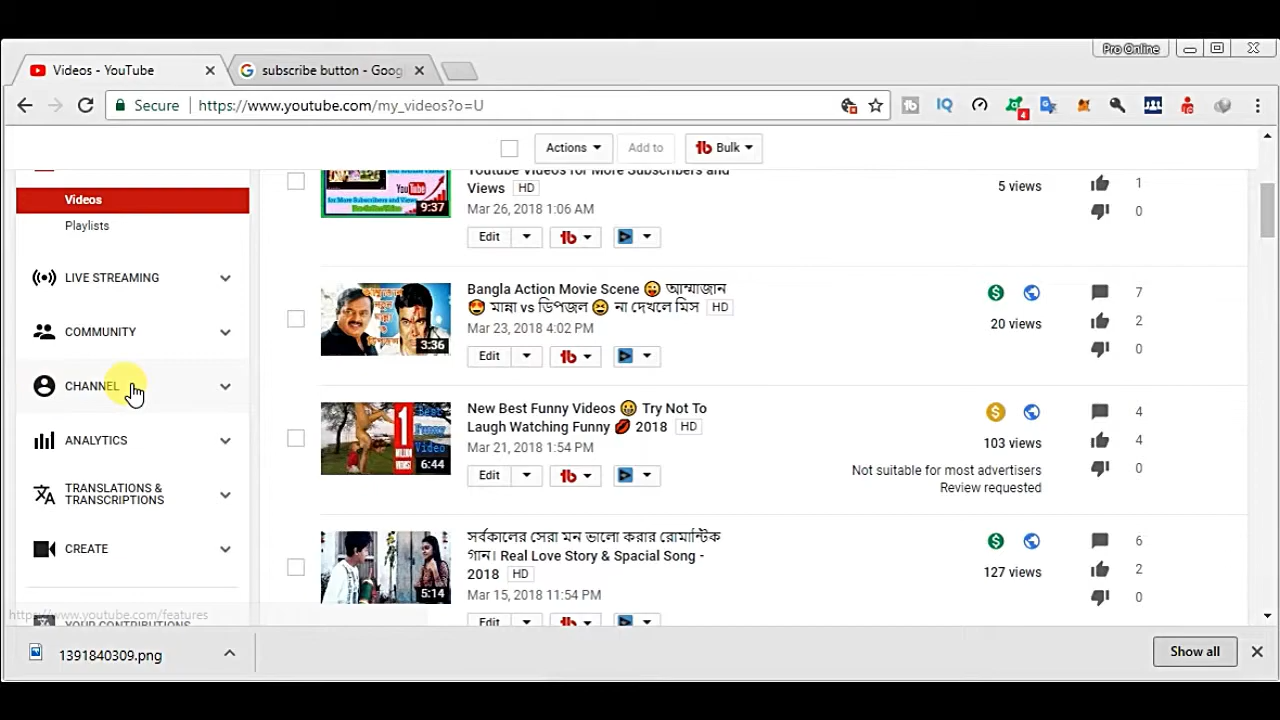 Pro Online
Videos - YouTube
subscribe button - Goog
Secure
https://www.youtube.com/my_videos?o=U
Actions
Add to
Bulk
Videos
Playlists
LIVE STREAMING
COMMUNITY
CHANNEL
ANALYTICS
TRANSLATIONS &
TRANSCRIPTIONS
CREATE
YOUR CONTRIBUTIONS
https://www.youtube.com/features
Youtube Videos for More Subscribers and
Views HD
Mar 26, 2018 1:06 AM
Edit
9:37
5 views
1
0
Bangla Action Movie Scene 😜 আম্মাজান
😍 মান্না vs ডিপজল 😆 না দেখলে মিস HD
Mar 23, 2018 4:02 PM
Edit
3:36
20 views
7
2
0
New Best Funny Videos 😀 Try Not To
Laugh Watching Funny 💋 2018 HD
Mar 21, 2018 1:54 PM
Edit
1
Funny
Video
6:44
103 views
Not suitable for most advertisers
Review requested
4
4
0
সর্বকালের সেরা মন ভালো করার রোমান্টিক
গান। Real Love Story & Spacial Song -
2018 HD
Mar 15, 2018 11:54 PM
Edit
5:14
127 views
6
2
0
1391840309.png
Show all